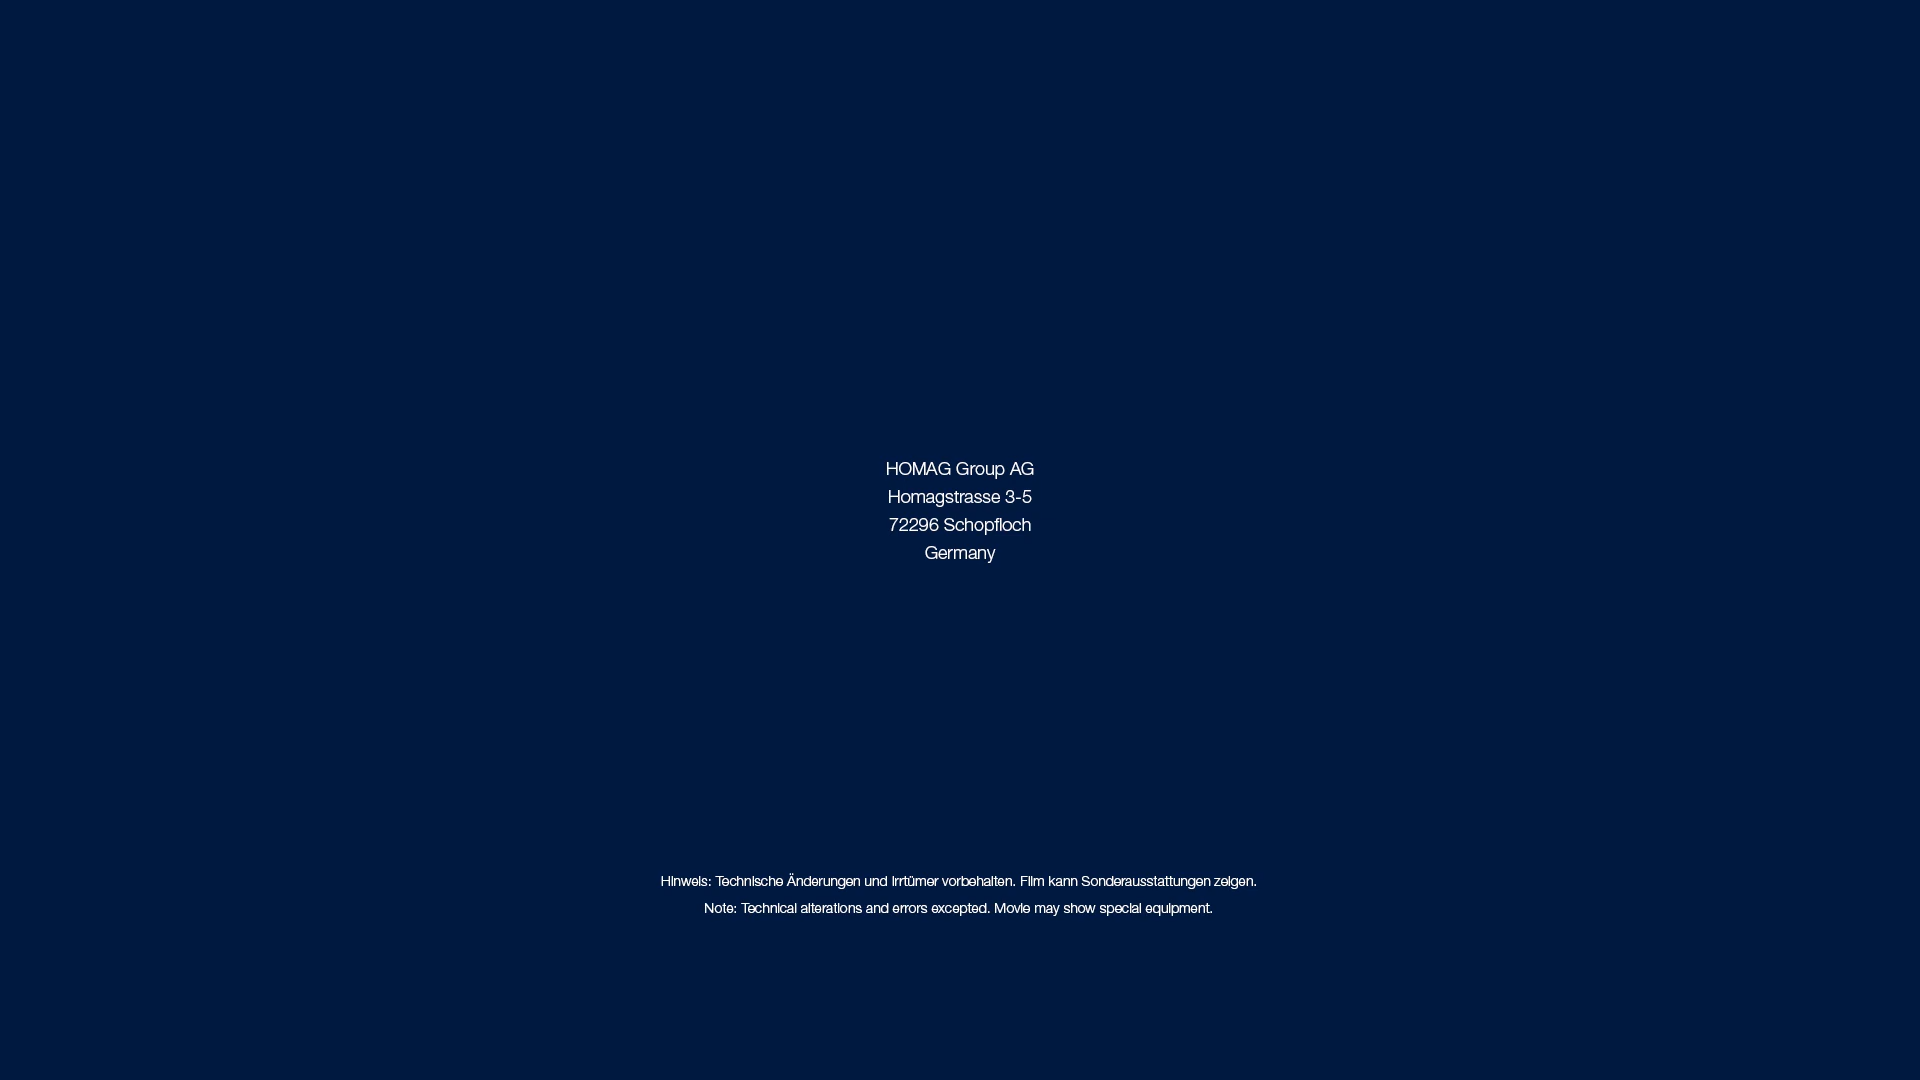 HOMAG Group AG
Homagstrasse 3-5
72296 Schopfloch
Germany
Hinweis: Technische Änderungen und Irrtümer vorbehalten. Film kann Sonderausstattungen zeigen.
Note: Technical alterations and errors excepted. Movie may show special equipment.